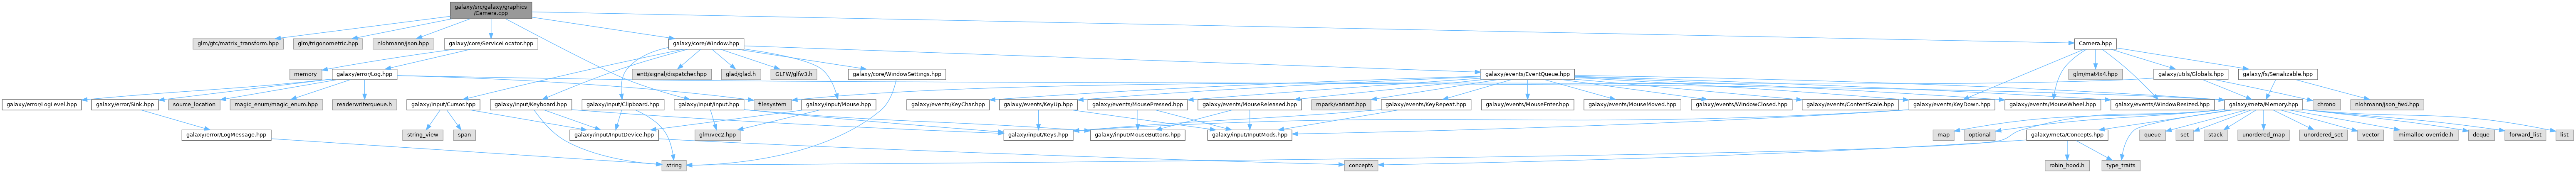 galaxy/src/galaxy/graphics
/Camera.cpp
glm/gtc/matrix_transform.hpp
glm/trigonometric.hpp
nlohmann/json.hpp
galaxy/core/ServiceLocator.hpp
galaxy/core/Window.hpp
Camera.hpp
memory
galaxy/error/Log.hpp
entt/signal/dispatcher.hpp
glad/glad.h
GLFW/glfw3.h
galaxy/core/WindowSettings.hpp
galaxy/events/EventQueue.hpp
glm/mat4x4.hpp
galaxy/utils/Globals.hpp
galaxy/fs/Serializable.hpp
galaxy/error/LogLevel.hpp
galaxy/error/Sink.hpp
source_location
magic_enum/magic_enum.hpp
readerwriterqueue.h
galaxy/input/Cursor.hpp
galaxy/input/Keyboard.hpp
galaxy/input/Clipboard.hpp
galaxy/input/Input.hpp
filesystem
galaxy/input/Mouse.hpp
galaxy/events/KeyChar.hpp
galaxy/events/KeyUp.hpp
galaxy/events/MousePressed.hpp
galaxy/events/MouseReleased.hpp
mpark/variant.hpp
galaxy/events/KeyRepeat.hpp
galaxy/events/MouseEnter.hpp
galaxy/events/MouseMoved.hpp
galaxy/events/WindowClosed.hpp
galaxy/events/ContentScale.hpp
galaxy/events/KeyDown.hpp
galaxy/events/MouseWheel.hpp
galaxy/events/WindowResized.hpp
galaxy/meta/Memory.hpp
chrono
nlohmann/json_fwd.hpp
galaxy/error/LogMessage.hpp
string_view
span
galaxy/input/InputDevice.hpp
glm/vec2.hpp
galaxy/input/Keys.hpp
galaxy/input/MouseButtons.hpp
galaxy/input/InputMods.hpp
map
optional
galaxy/meta/Concepts.hpp
queue
set
stack
unordered_map
unordered_set
vector
mimalloc-override.h
deque
forward_list
list
string
concepts
robin_hood.h
type_traits